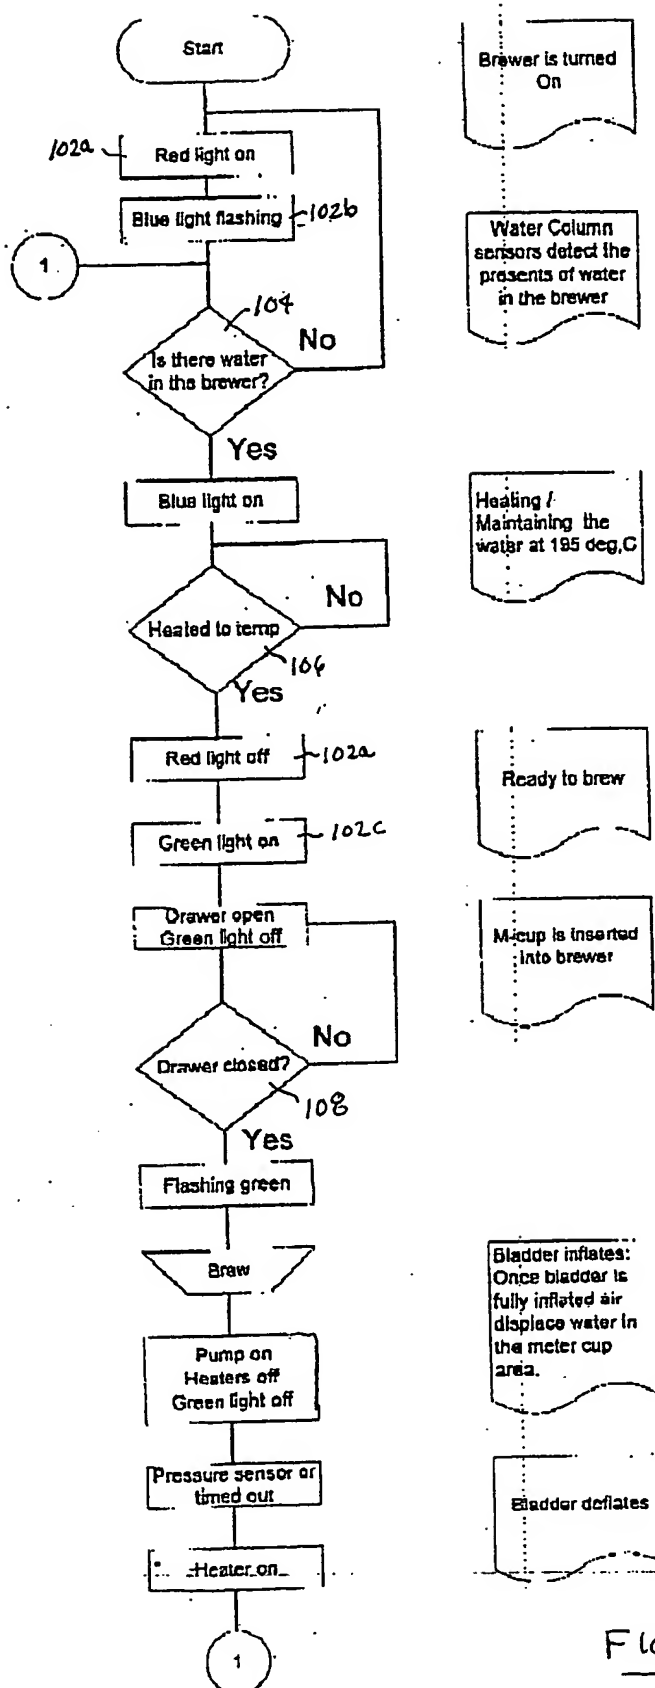 Start
Brewer is turned
On
102a
Red light on
Blue light flashing
102b
1
Water Column
sensors detect the
presents of water
in the brewer
104
No
Is there water
in the brewer?
Yes
Blue light on
Heating /
Maintaining the
water at 195 deg,C
No
Heated to temp
106
Yes
Red light off
102a
Ready to brew
Green light on
102c
Drawer open
Green light off
M-cup is inserted
into brewer
No
Drawer closed?
108
Yes
Flashing green
Brew
Bladder inflates:
Once bladder is
fully inflated air
displace water in
the meter cup
area.
Pump on
Heaters off
Green light off
Pressure sensor or
timed out
Bladder deflates
Heater on
1